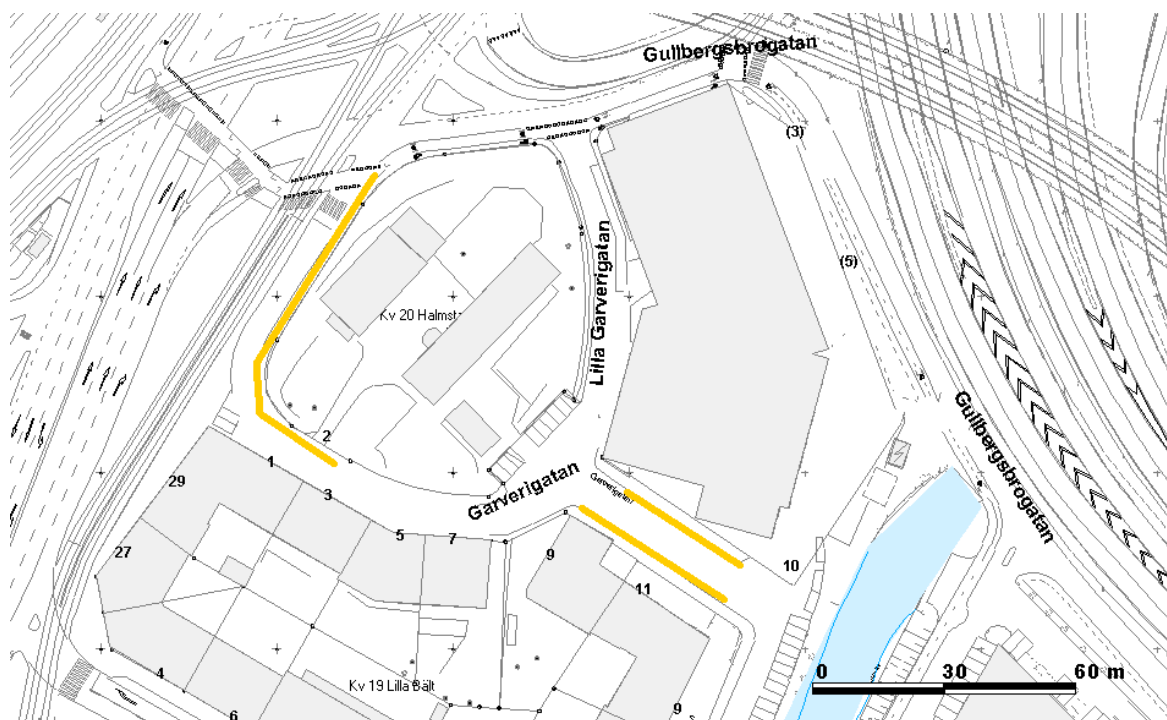 Gullbergsbrogatan
(3)
Lilla Garverigatan
(5)
Kv 20 Halmsta
Gullbergsbrogatan
2
1
Garverigatan
Garverigatan
29
3
5
7
9
10
27
11
0 30 60 m
4
Kv 19 Lilla Bält
6
9